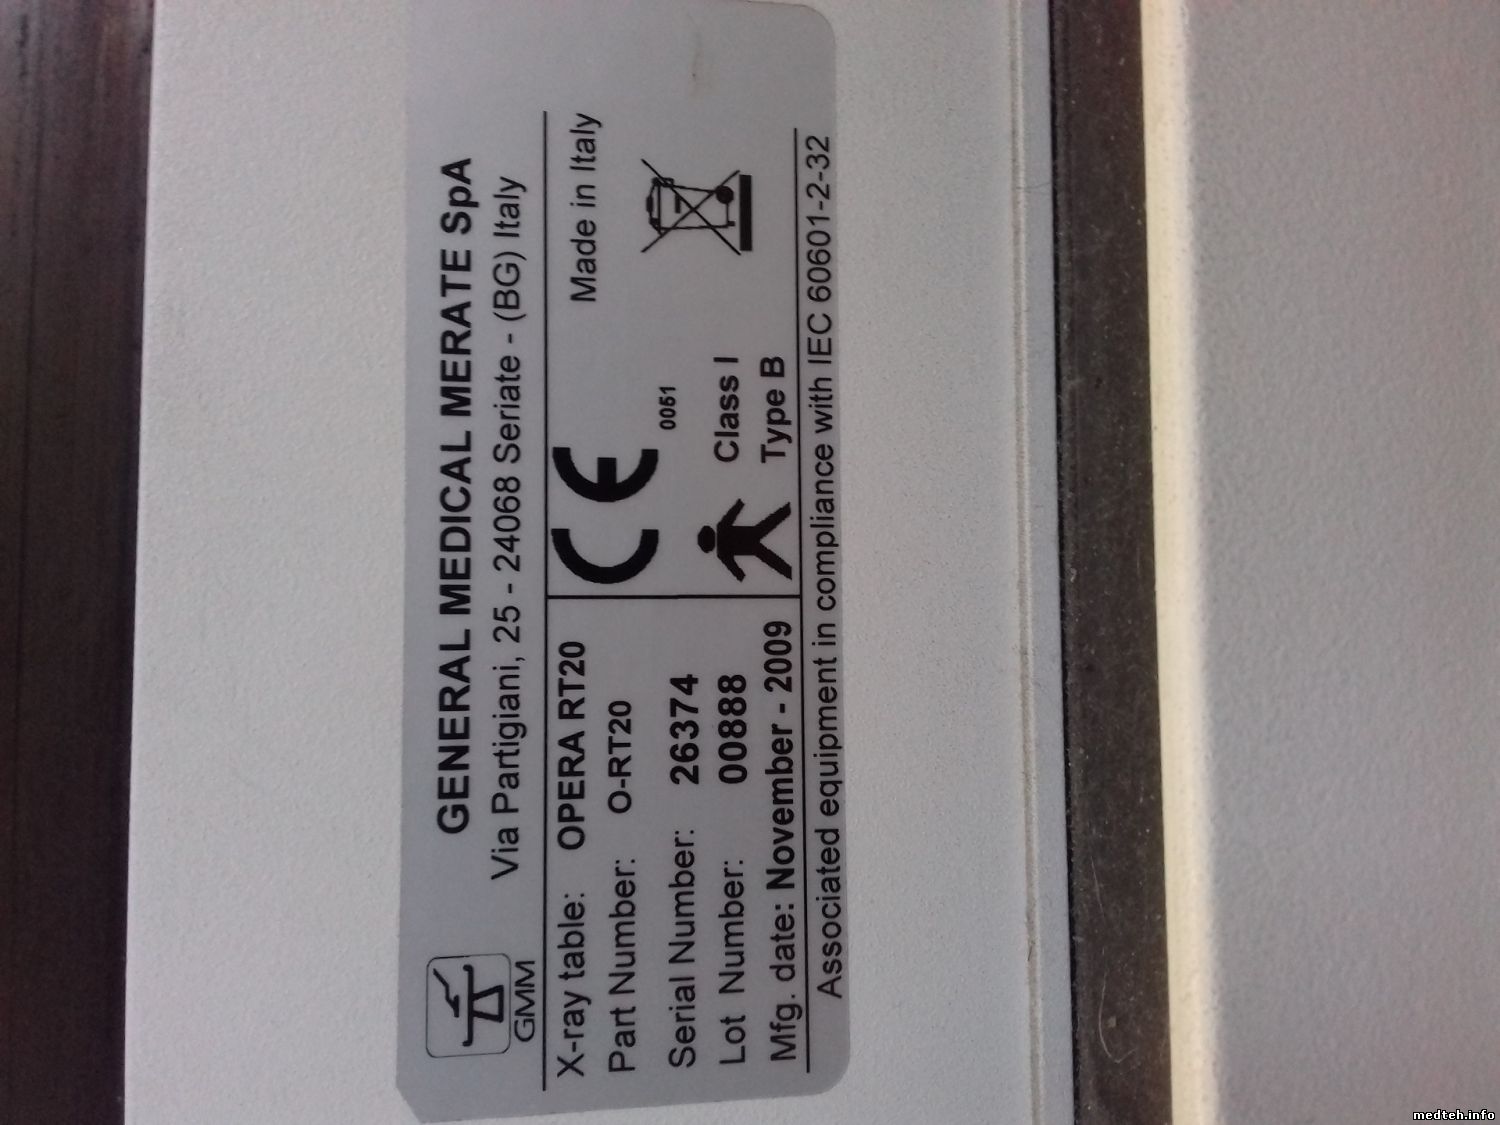 GENERAL MEDICAL MERATE SpA
Via Partigiani, 25 - 24068 Seriate - (BG) Italy
GMM
X-ray table: OPERA RT20
Part Number: O-RT20
Serial Number: 26374
Lot Number: 00888
Mfg. date: November - 2009
CE
0051
Made in Italy
Class I
Type B
Associated equipment in compliance with IEC 60601-2-32
medteh.info